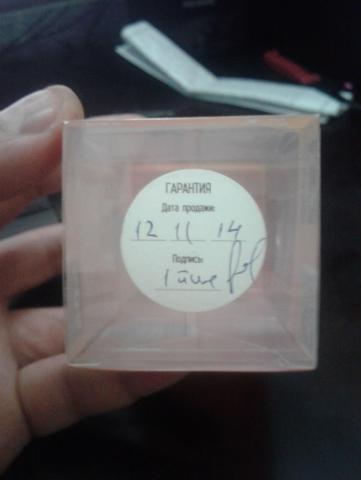 ГАРАНТИЯ
Дата продажи:
12 11 14
Подпись: